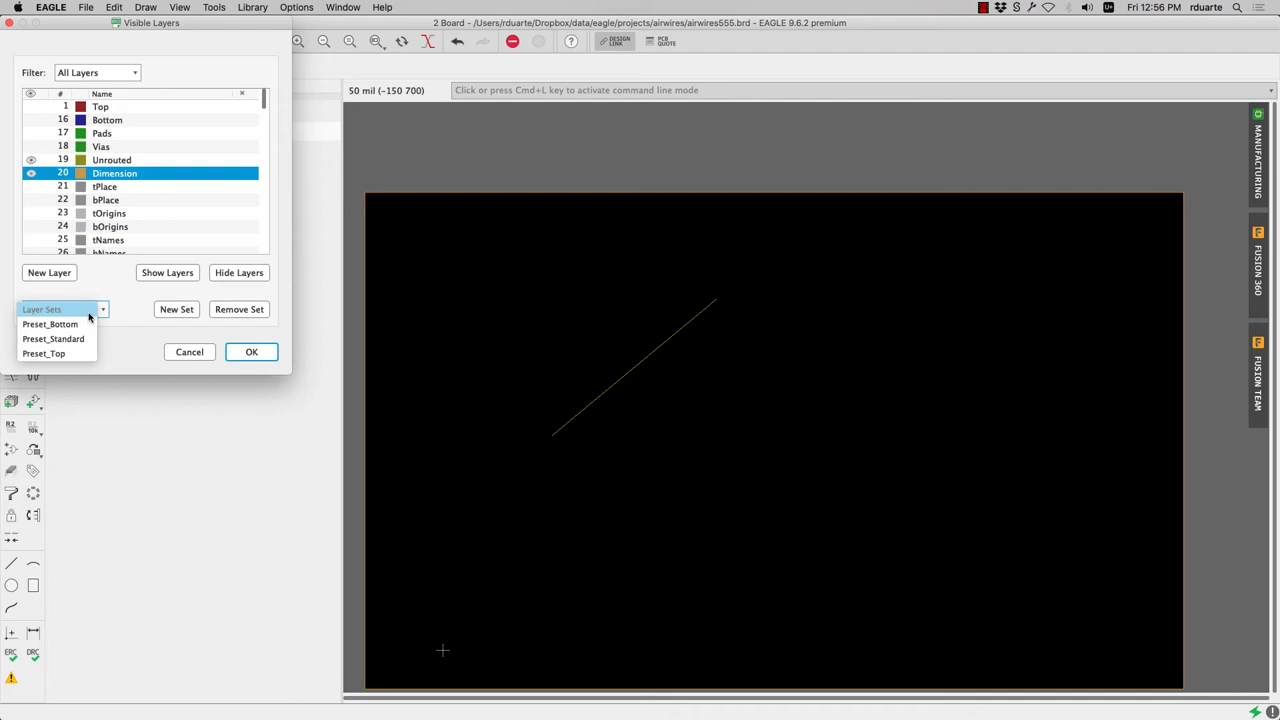 EAGLE File Edit Draw View Tools Library Options Window Help Fri 12:56 PM rduarte
Visible Layers
2 Board - /Users/rduarte/Dropbox/data/eagle/projects/airwires/airwires555.brd - EAGLE 9.6.2 premium
DESIGN LINK
PCB QUOTE
Filter: All Layers
50 mil (-150 700)
Click or press Cmd+L key to activate command line mode
# Name
1 Top
16 Bottom
17 Pads
18 Vias
19 Unrouted
20 Dimension
21 tPlace
22 bPlace
23 tOrigins
24 bOrigins
25 tNames
26 bNames
New Layer Show Layers Hide Layers
Layer Sets New Set Remove Set
Preset_Bottom
Preset_Standard
Preset_Top
Cancel OK
MANUFACTURING
FUSION 360
FUSION TEAM
R2 10k
10k
ERC DRC